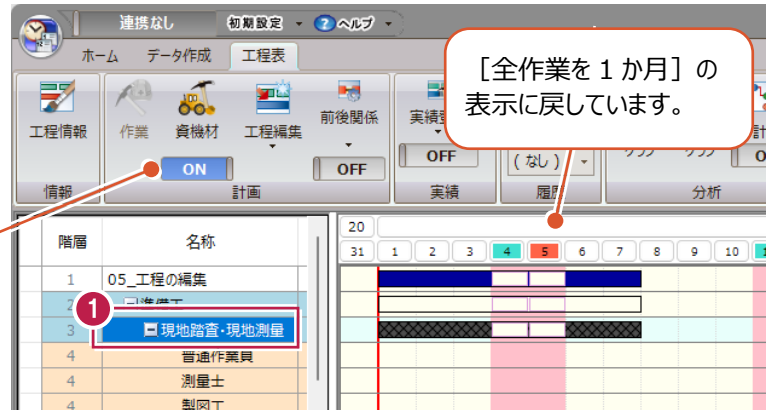 連携なし 初期設定 ?ヘルプ
ホーム データ作成 工程表
［全作業を１か月］の
表示に戻しています。
工程情報 作業 資機材 工程編集 前後関係
ON OFF OFF (なし)
情報 計画 実績 履歴 分析
階層 名称
20
31 1 2 3 4 5 6 7 8 9 10
1 05_工程の編集
1
3 現地踏査・現地測量
4 普通作業員
4 測量士
4 製図工